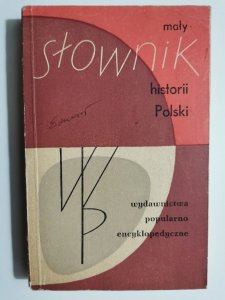 mały
słownik
historii
Polski
wydawnictwa
popularno
encyklopedyczne